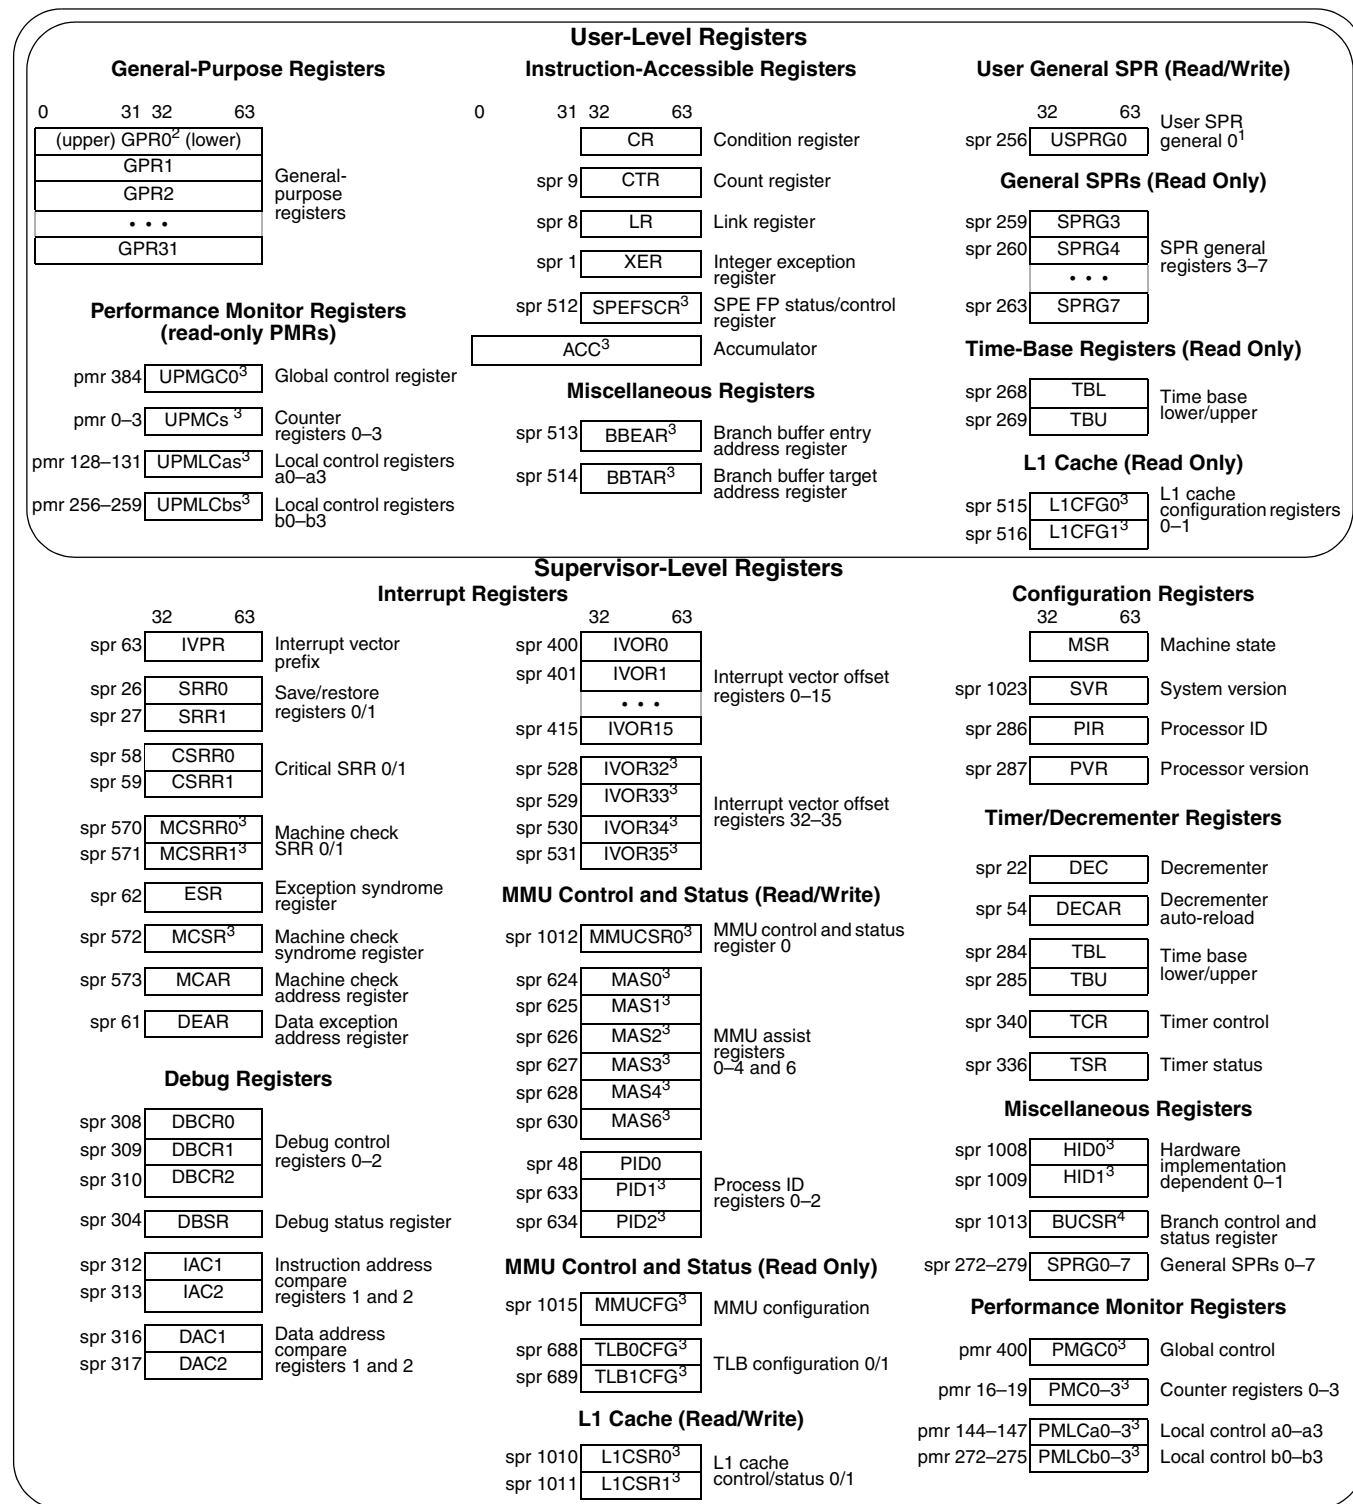 User-Level Registers
General-Purpose Registers
0 31 32 63
(upper) GPR0² (lower)
GPR1
GPR2
• • •
GPR31
General-
purpose
registers
Performance Monitor Registers
(read-only PMRs)
pmr 384 UPMGC0³ Global control register
pmr 0–3 UPMCs ³ Counter
registers 0–3
pmr 128–131 UPMLCas³ Local control registers
a0–a3
pmr 256–259 UPMLCbs³ Local control registers
b0–b3
Instruction-Accessible Registers
0 31 32 63
CR Condition register
spr 9 CTR Count register
spr 8 LR Link register
spr 1 XER Integer exception
register
spr 512 SPEFSCR³ SPE FP status/control
register
ACC³ Accumulator
Miscellaneous Registers
spr 513 BBEAR³ Branch buffer entry
address register
spr 514 BBTAR³ Branch buffer target
address register
User General SPR (Read/Write)
32 63
spr 256 USPRG0 User SPR
general 0¹
General SPRs (Read Only)
spr 259 SPRG3
spr 260 SPRG4
• • •
spr 263 SPRG7
SPR general
registers 3–7
Time-Base Registers (Read Only)
spr 268 TBL
spr 269 TBU
Time base
lower/upper
L1 Cache (Read Only)
spr 515 L1CFG0³
spr 516 L1CFG1³
L1 cache
configuration registers
0–1
Supervisor-Level Registers
Interrupt Registers
32 63
spr 63 IVPR Interrupt vector
prefix
spr 26 SRR0
spr 27 SRR1
Save/restore
registers 0/1
spr 58 CSRR0
spr 59 CSRR1
Critical SRR 0/1
spr 570 MCSRR0³
spr 571 MCSRR1³
Machine check
SRR 0/1
spr 62 ESR Exception syndrome
register
spr 572 MCSR³ Machine check
syndrome register
spr 573 MCAR Machine check
address register
spr 61 DEAR Data exception
address register
Debug Registers
spr 308 DBCR0
spr 309 DBCR1
spr 310 DBCR2
Debug control
registers 0–2
spr 304 DBSR Debug status register
spr 312 IAC1
spr 313 IAC2
Instruction address
compare
registers 1 and 2
spr 316 DAC1
spr 317 DAC2
Data address
compare
registers 1 and 2
32 63
spr 400 IVOR0
spr 401 IVOR1
• • •
spr 415 IVOR15
Interrupt vector offset
registers 0–15
spr 528 IVOR32³
spr 529 IVOR33³
spr 530 IVOR34³
spr 531 IVOR35³
Interrupt vector offset
registers 32–35
MMU Control and Status (Read/Write)
spr 1012 MMUCSR0³ MMU control and status
register 0
spr 624 MAS0³
spr 625 MAS1³
spr 626 MAS2³
spr 627 MAS3³
spr 628 MAS4³
spr 630 MAS6³
MMU assist
registers
0–4 and 6
spr 48 PID0
spr 633 PID1³
spr 634 PID2³
Process ID
registers 0–2
MMU Control and Status (Read Only)
spr 1015 MMUCFG³ MMU configuration
spr 688 TLB0CFG³
spr 689 TLB1CFG³
TLB configuration 0/1
L1 Cache (Read/Write)
spr 1010 L1CSR0³
spr 1011 L1CSR1³
L1 cache
control/status 0/1
Configuration Registers
32 63
MSR Machine state
spr 1023 SVR System version
spr 286 PIR Processor ID
spr 287 PVR Processor version
Timer/Decrementer Registers
spr 22 DEC Decrementer
spr 54 DECAR Decrementer
auto-reload
spr 284 TBL
spr 285 TBU
Time base
lower/upper
spr 340 TCR Timer control
spr 336 TSR Timer status
Miscellaneous Registers
spr 1008 HID0³
spr 1009 HID1³
Hardware
implementation
dependent 0–1
spr 1013 BUCSR⁴ Branch control and
status register
spr 272–279 SPRG0–7 General SPRs 0–7
Performance Monitor Registers
pmr 400 PMGC0³ Global control
pmr 16–19 PMC0–3³ Counter registers 0–3
pmr 144–147 PMLCa0–3³ Local control a0–a3
pmr 272–275 PMLCb0–3³ Local control b0–b3